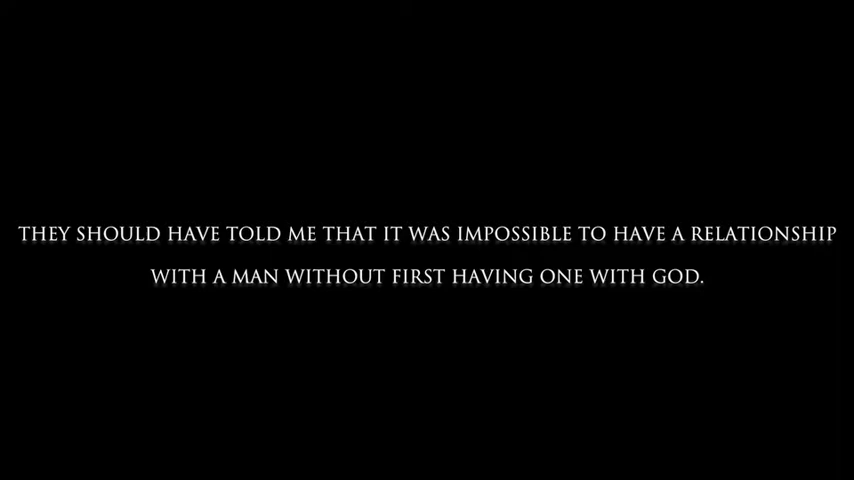 THEY SHOULD HAVE TOLD ME THAT IT WAS IMPOSSIBLE TO HAVE A RELATIONSHIP
WITH A MAN WITHOUT FIRST HAVING ONE WITH GOD.